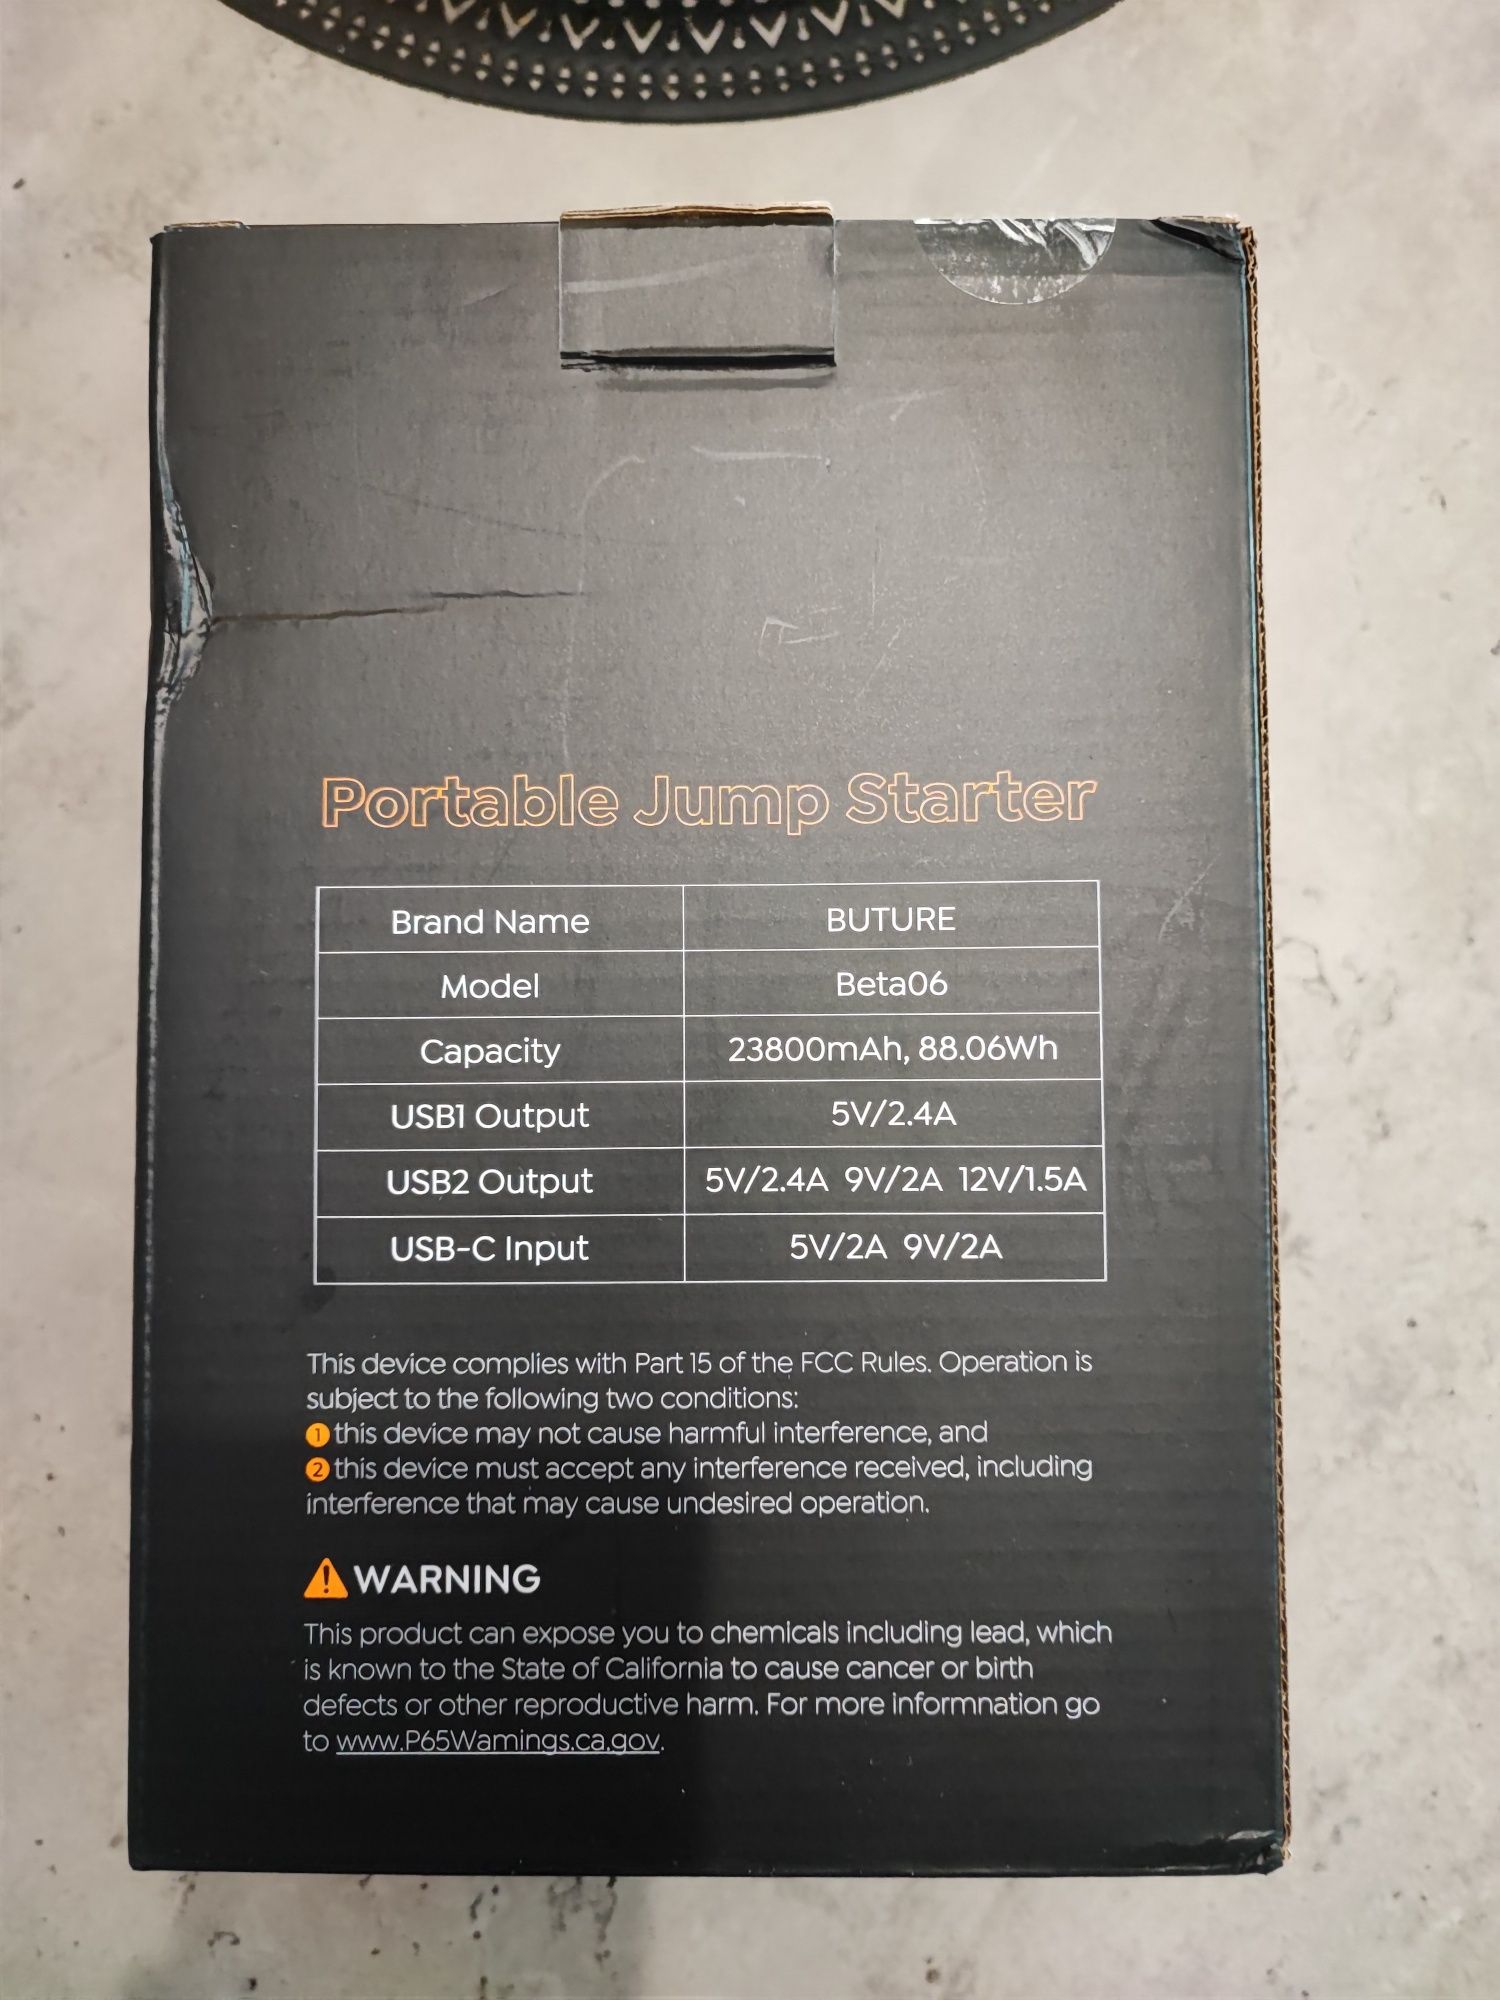 Portable Jump Starter
Brand Name BUTURE
Model Beta06
Capacity 23800mAh, 88.06Wh
USB1 Output 5V/2.4A
USB2 Output 5V/2.4A 9V/2A 12V/1.5A
USB-C Input 5V/2A 9V/2A
This device complies with Part 15 of the FCC Rules. Operation is
subject to the following two conditions:
1 this device may not cause harmful interference, and
2 this device must accept any interference received, including
interference that may cause undesired operation.
! WARNING
This product can expose you to chemicals including lead, which
is known to the State of California to cause cancer or birth
defects or other reproductive harm. For more informnation go
to www.P65Wamings.ca.gov.